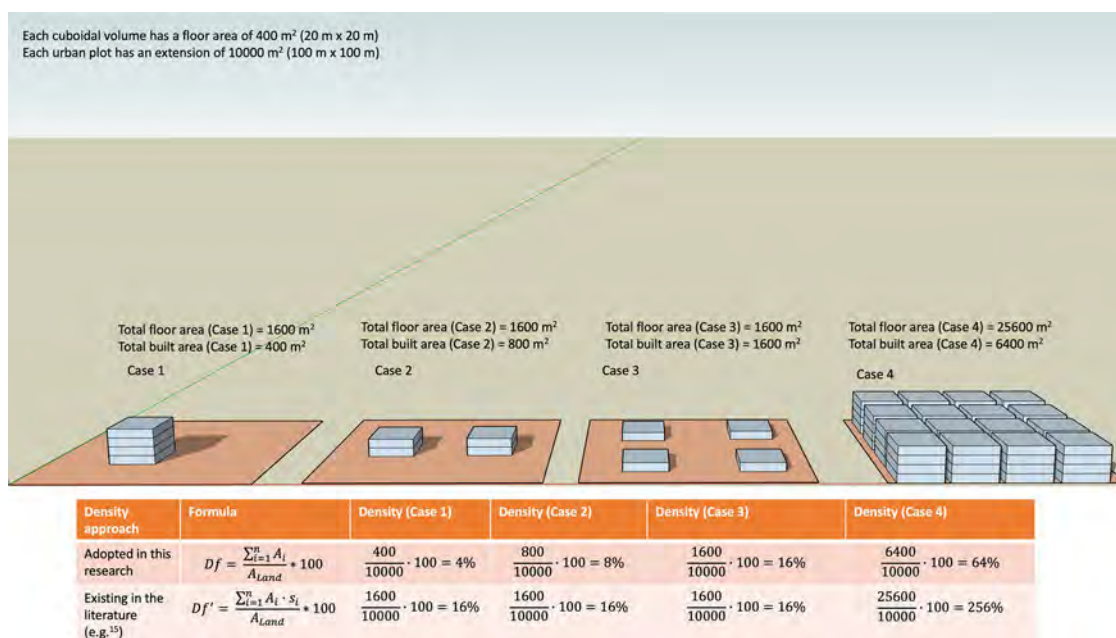 Each cuboidal volume has a floor area of 400 m² (20 m x 20 m)
Each urban plot has an extension of 10000 m² (100 m x 100 m)
Total floor area (Case 1) = 1600 m²
Total built area (Case 1) = 400 m²
Case 1
Total floor area (Case 2) = 1600 m²
Total built area (Case 2) = 800 m²
Case 2
Total floor area (Case 3) = 1600 m²
Total built area (Case 3) = 1600 m²
Case 3
Total floor area (Case 4) = 25600 m²
Total built area (Case 4) = 6400 m²
Case 4
Density approach | Formula | Density (Case 1) | Density (Case 2) | Density (Case 3) | Density (Case 4)
Adopted in this research | Df = ∑ⁿᵢ₌₁ Aᵢ / A_Land * 100 | 400/10000 · 100 = 4% | 800/10000 · 100 = 8% | 1600/10000 · 100 = 16% | 6400/10000 · 100 = 64%
Existing in the literature (e.g.¹⁵) | Df' = ∑ⁿᵢ₌₁ Aᵢ · sᵢ / A_Land * 100 | 1600/10000 · 100 = 16% | 1600/10000 · 100 = 16% | 1600/10000 · 100 = 16% | 25600/10000 · 100 = 256%